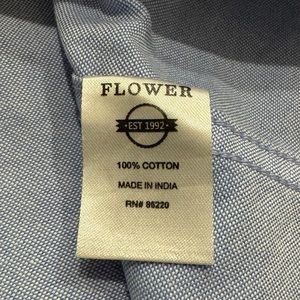 FLOWER
• EST 1992 •
100% COTTON
MADE IN INDIA
RN# 86220